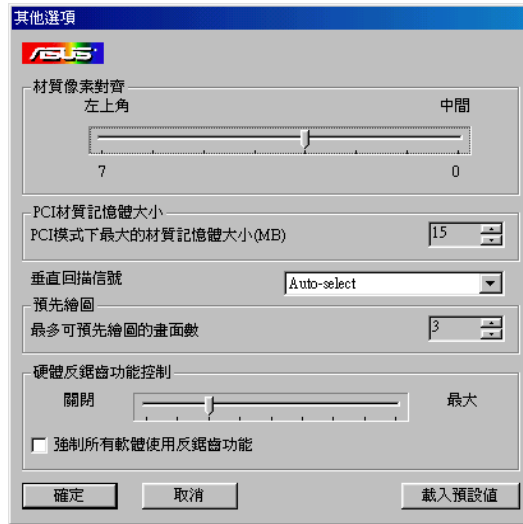 其他選項
ASUS
材質像素對齊
左上角 中間
7 0
PCI材質記憶體大小
PCI模式下最大的材質記憶體大小(MB) 15
垂直回描信號 Auto-select
預先繪圖
最多可預先繪圖的畫面數 3
硬體反鋸齒功能控制
關閉 最大
強制所有軟體使用反鋸齒功能
確定 取消 載入預設值